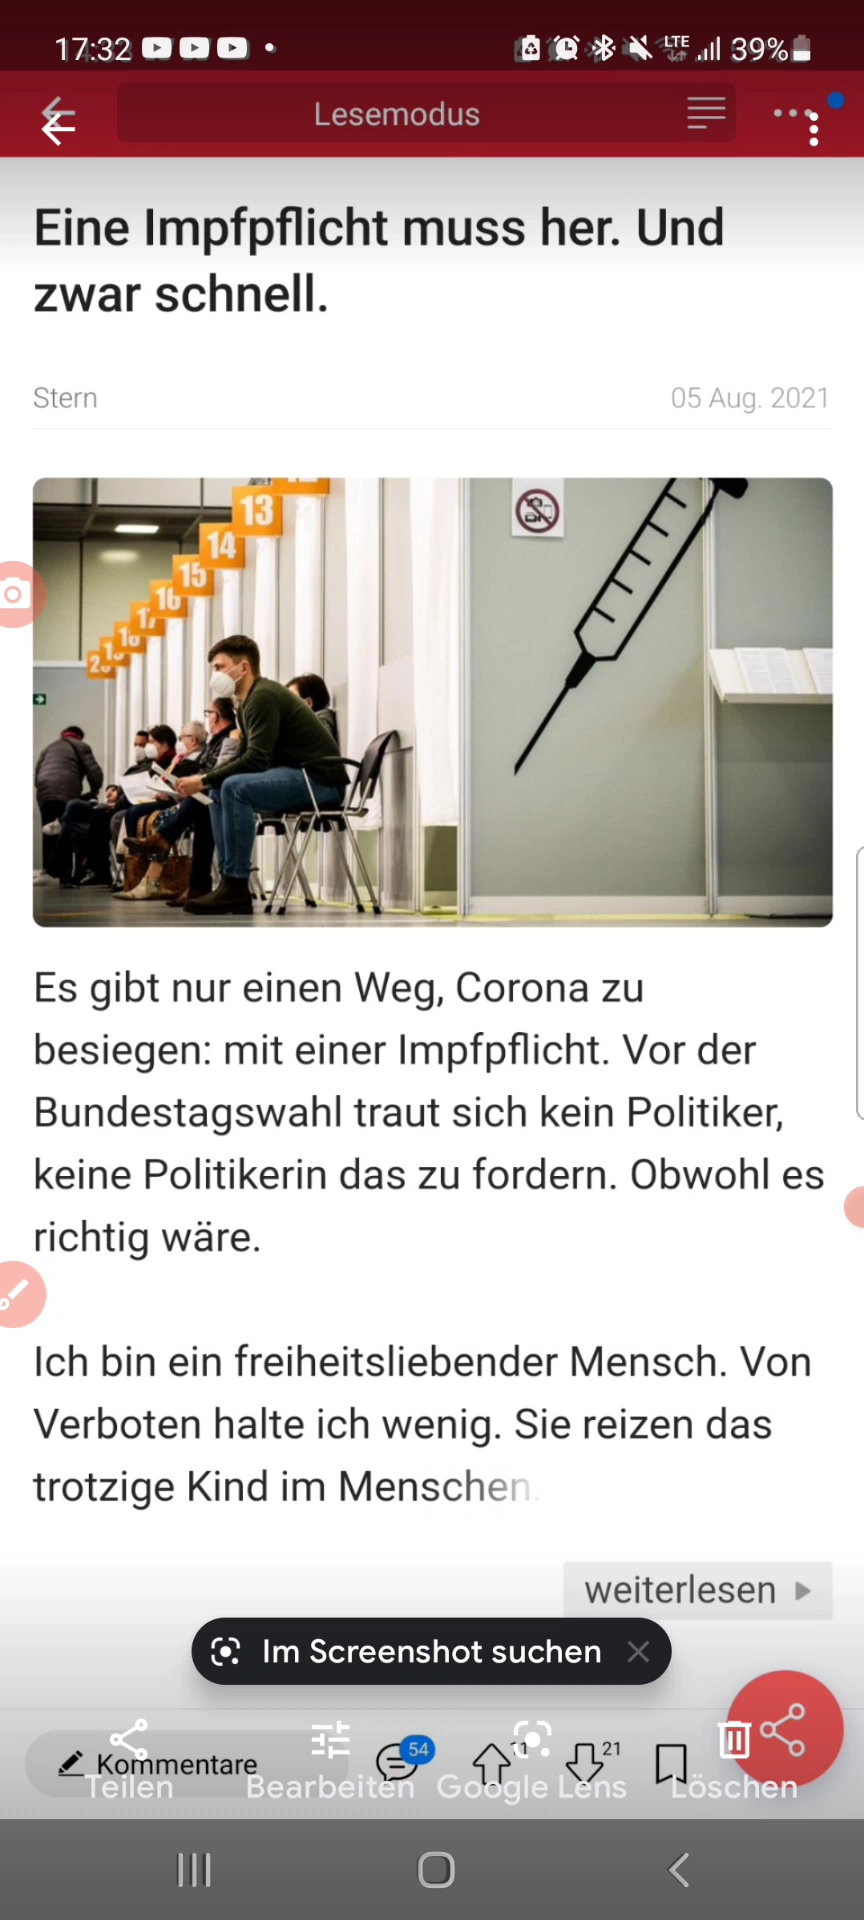 17:32
LTE
39%
Lesemodus
Eine Impfpflicht muss her. Und
zwar schnell.
Stern
05 Aug. 2021
13
14
15
16
Es gibt nur einen Weg, Corona zu
besiegen: mit einer Impfpflicht. Vor der
Bundestagswahl traut sich kein Politiker,
keine Politikerin das zu fordern. Obwohl es
richtig wäre.
Ich bin ein freiheitsliebender Mensch. Von
Verboten halte ich wenig. Sie reizen das
trotzige Kind im Menschen.
weiterlesen
Im Screenshot suchen
Kommentare
54
21
Teilen
Bearbeiten
Google Lens
Löschen